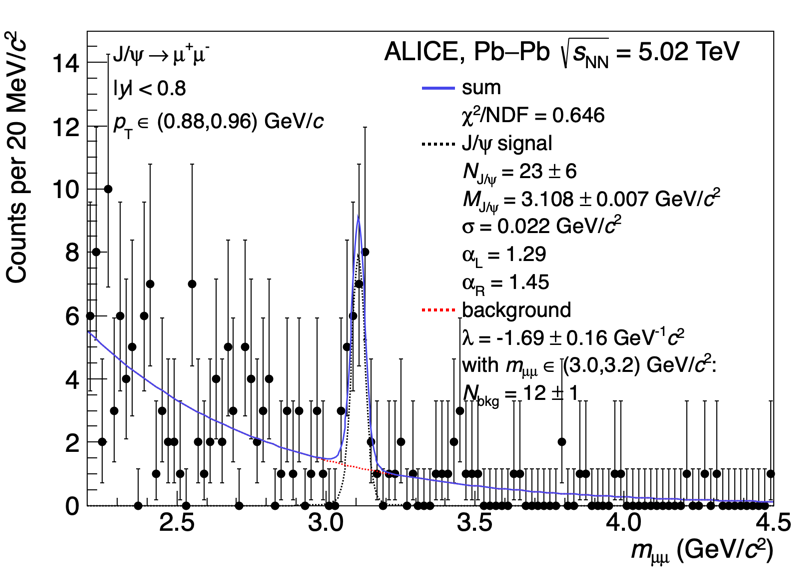 Counts per 20 MeV/c²
14
12
10
8
6
4
2
0
J/ψ → μ⁺μ⁻
|y| < 0.8
p_T ∈ (0.88,0.96) GeV/c
ALICE, Pb–Pb √s_NN = 5.02 TeV
sum
χ²/NDF = 0.646
J/ψ signal
N_J/ψ = 23 ± 6
M_J/ψ = 3.108 ± 0.007 GeV/c²
σ = 0.022 GeV/c²
α_L = 1.29
α_R = 1.45
background
λ = -1.69 ± 0.16 GeV⁻¹c²
with m_μμ ∈ (3.0,3.2) GeV/c²:
N_bkg = 12 ± 1
2.5 3.0 3.5 4.0 4.5
m_μμ (GeV/c²)